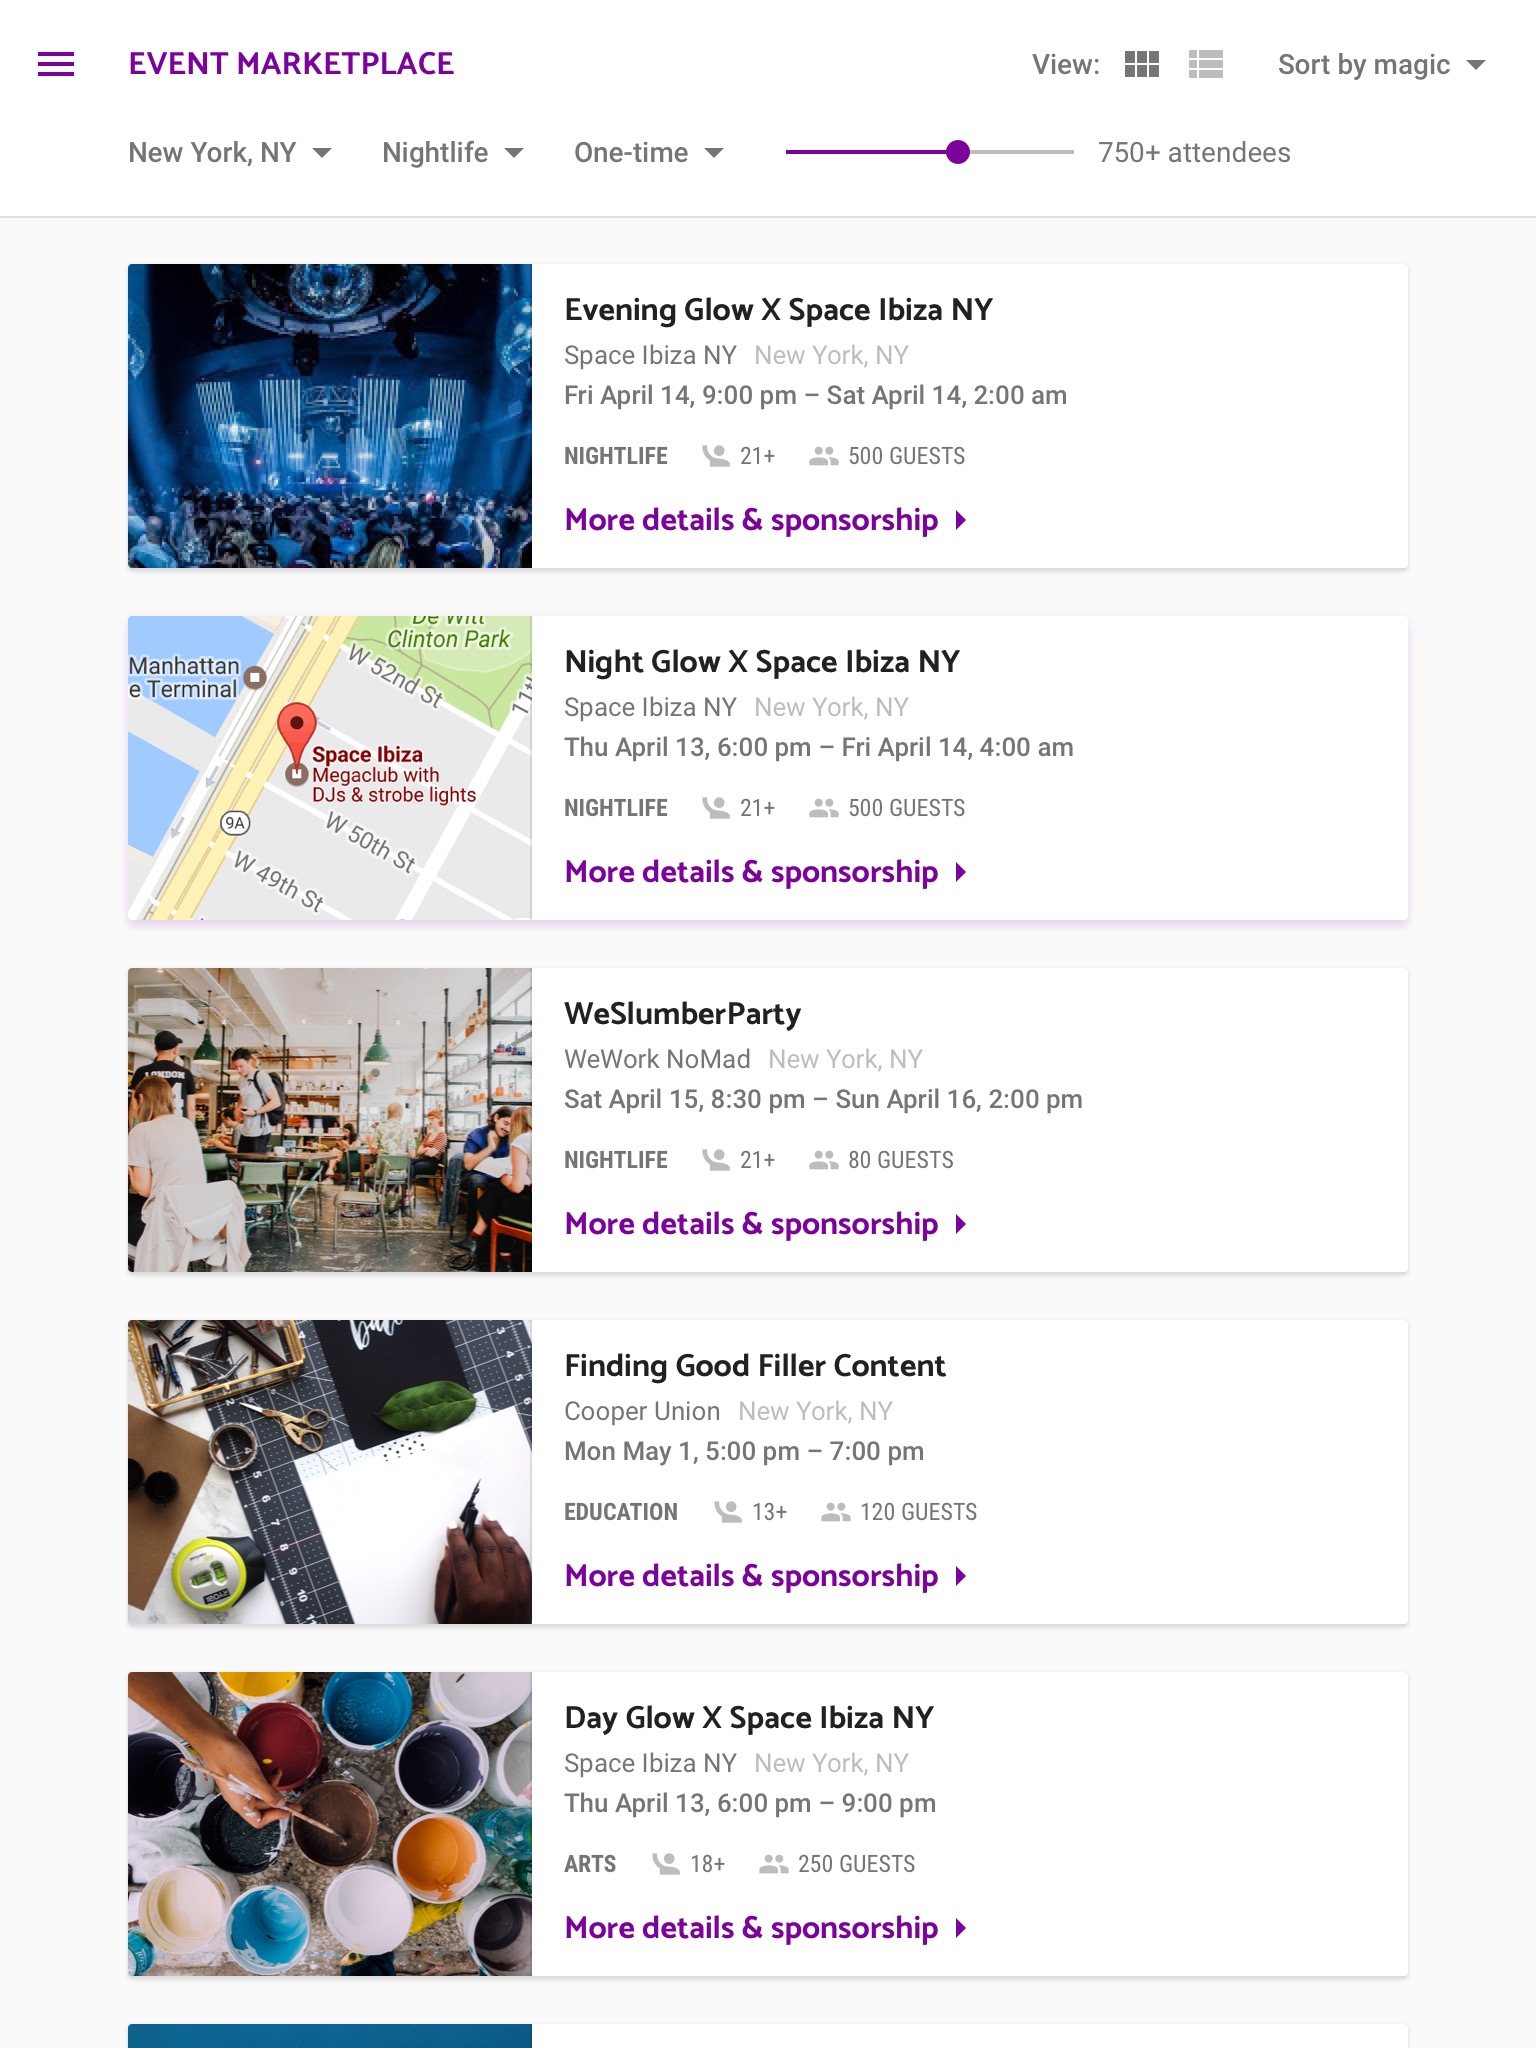 EVENT MARKETPLACE
View:
Sort by magic
New York, NY
Nightlife
One-time
750+ attendees
Evening Glow X Space Ibiza NY
Space Ibiza NY New York, NY
Fri April 14, 9:00 pm – Sat April 14, 2:00 am
NIGHTLIFE 21+ 500 GUESTS
More details & sponsorship
De Witt
Clinton Park
Manhattan
e Terminal
W 52nd St
Space Ibiza
Megaclub with
DJs & strobe lights
9A
W 50th St
W 49th St
Night Glow X Space Ibiza NY
Space Ibiza NY New York, NY
Thu April 13, 6:00 pm – Fri April 14, 4:00 am
NIGHTLIFE 21+ 500 GUESTS
More details & sponsorship
LONDON
WeSlumberParty
WeWork NoMad New York, NY
Sat April 15, 8:30 pm – Sun April 16, 2:00 pm
NIGHTLIFE 21+ 80 GUESTS
More details & sponsorship
Finding Good Filler Content
Cooper Union New York, NY
Mon May 1, 5:00 pm – 7:00 pm
EDUCATION 13+ 120 GUESTS
More details & sponsorship
Day Glow X Space Ibiza NY
Space Ibiza NY New York, NY
Thu April 13, 6:00 pm – 9:00 pm
ARTS 18+ 250 GUESTS
More details & sponsorship